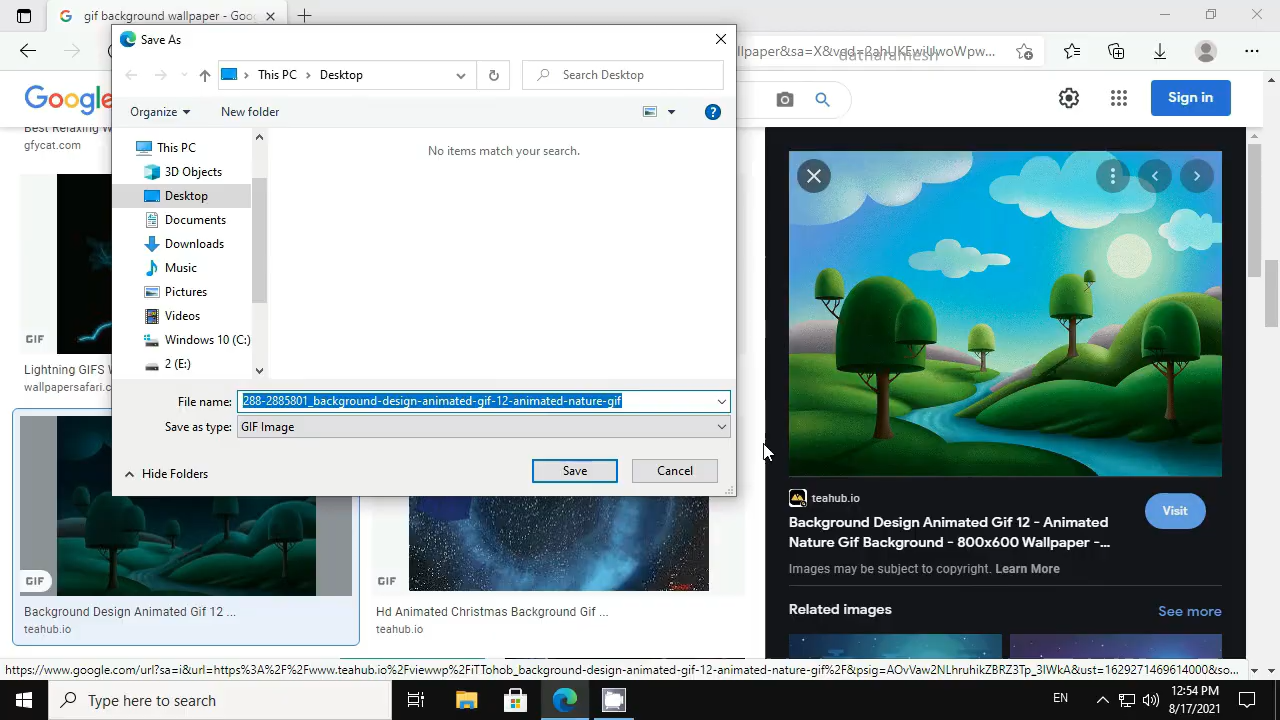 gif background wallpaper - Goo
Save As
This PC
Desktop
Search Desktop
llpaper&sa=X&ved=2ahUKEwiUwoWpw...
datharamesh
Organize
New folder
Google
Sign in
Best Relaxing W
gfycat.com
No items match your search.
This PC
3D Objects
Desktop
Documents
Downloads
Music
Pictures
Videos
Windows 10 (C:)
2 (E:)
GIF
Lightning GIFS W
wallpapersafari.c
File name:
288-2885801_background-design-animated-gif-12-animated-nature-gif
Save as type:
GIF Image
Hide Folders
Save
Cancel
GIF
Background Design Animated Gif 12 ...
teahub.io
GIF
Hd Animated Christmas Background Gif ...
teahub.io
teahub.io
Background Design Animated Gif 12 - Animated
Nature Gif Background - 800x600 Wallpaper -...
Visit
Images may be subject to copyright. Learn More
Related images
See more
https://www.google.com/url?sa=i&url=https%3A%2F%2Fwww.teahub.io%2Fviewwp%2FiTTohob_background-design-animated-gif-12-animated-nature-gif%2F&psig=AOvVaw2NLhruhikZBRZ3Tp_3IWkA&ust=1629271469614000&so...
Type here to search
EN
12:54 PM
8/17/2021